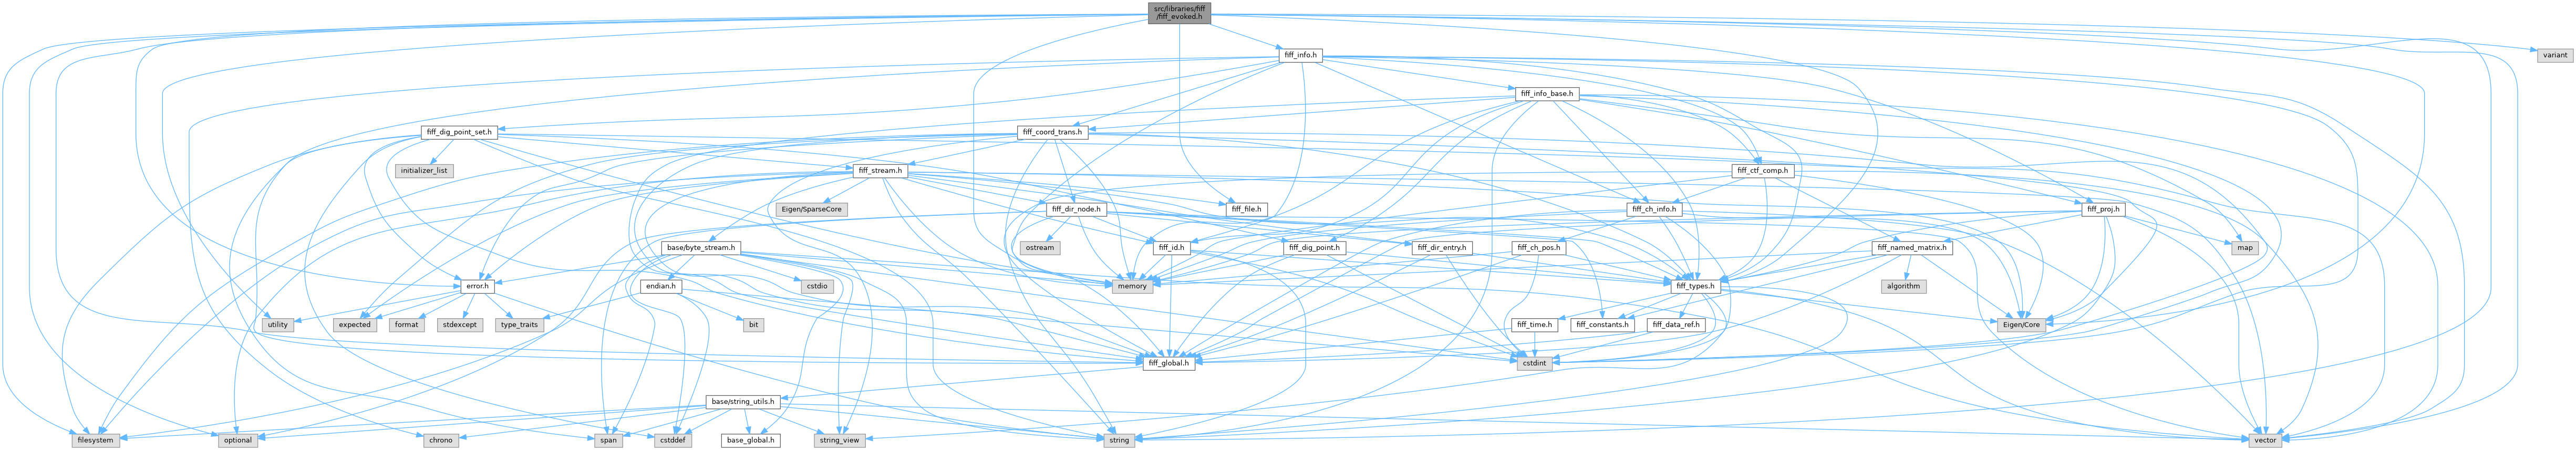 src/libraries/fiff
/fiff_evoked.h
fiff_info.h
variant
fiff_info_base.h
fiff_dig_point_set.h
fiff_coord_trans.h
initializer_list
fiff_stream.h
fiff_ctf_comp.h
Eigen/SparseCore
fiff_dir_node.h
fiff_file.h
fiff_ch_info.h
fiff_proj.h
base/byte_stream.h
ostream
fiff_id.h
fiff_dig_point.h
fiff_dir_entry.h
fiff_ch_pos.h
fiff_named_matrix.h
map
error.h
endian.h
cstdio
memory
fiff_types.h
algorithm
utility
expected
format
stdexcept
type_traits
bit
fiff_time.h
fiff_constants.h
fiff_data_ref.h
Eigen/Core
fiff_global.h
cstdint
base/string_utils.h
filesystem
optional
chrono
span
cstddef
base_global.h
string_view
string
vector